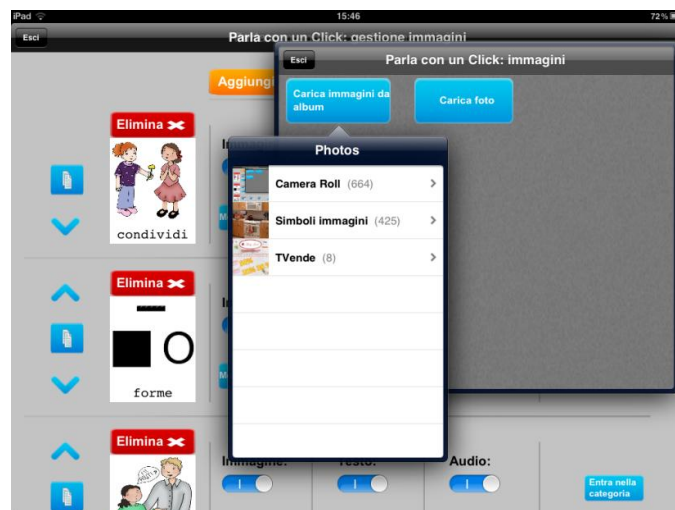 iPad 15:46 72%
Esci Parla con un Click: gestione immagini
Esci Parla con un Click: immagini
Aggiungi
Carica immagini da
album
Carica foto
Elimina
condividi
Photos
Camera Roll (664)
Simboli immagini (425)
TVende (8)
Elimina
forme
Elimina
Immagine: Testo: Audio:
Entra nella
categoria